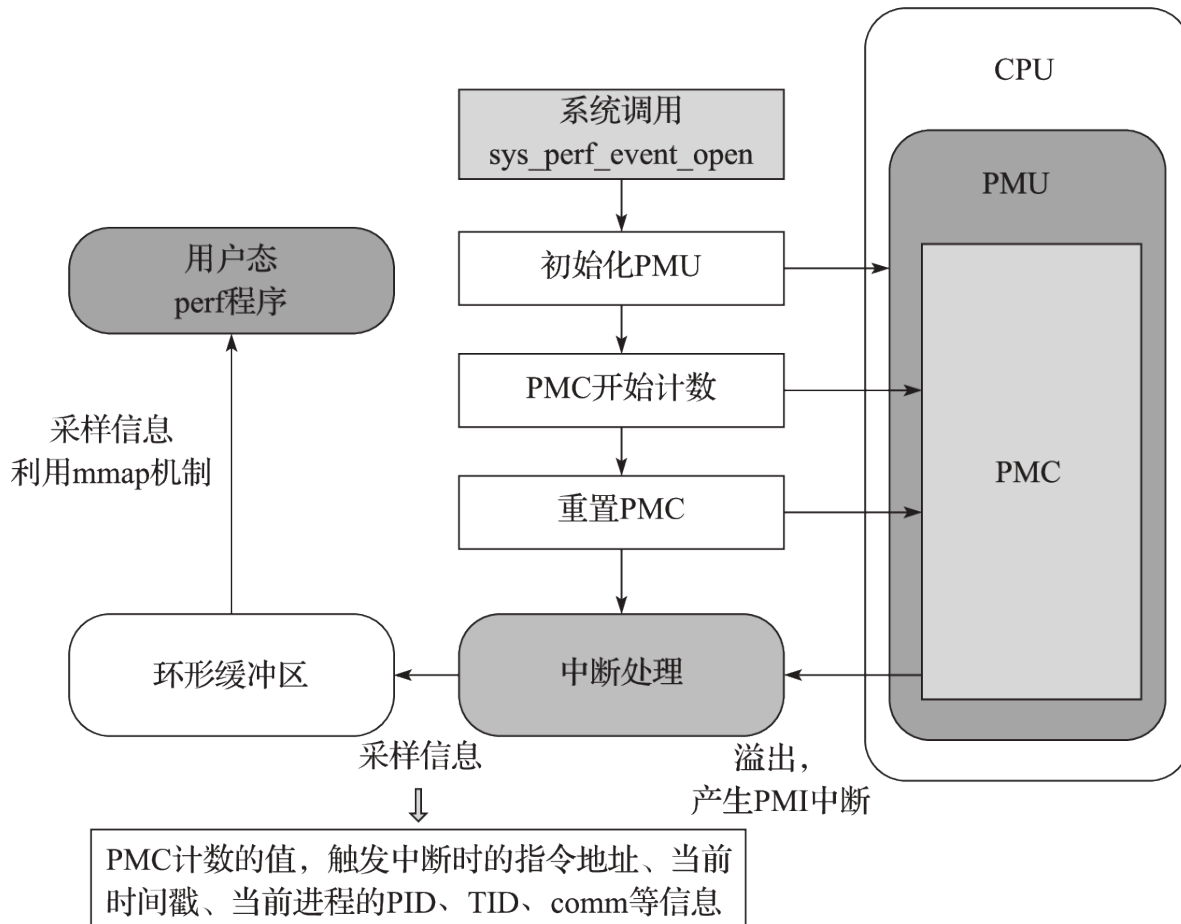 CPU
系统调用
sys_perf_event_open
PMU
用户态
perf程序
初始化PMU
PMC开始计数
采样信息
利用mmap机制
PMC
重置PMC
环形缓冲区
中断处理
采样信息
溢出，
产生PMI中断
PMC计数的值，触发中断时的指令地址、当前
时间戳、当前进程的PID、TID、comm等信息